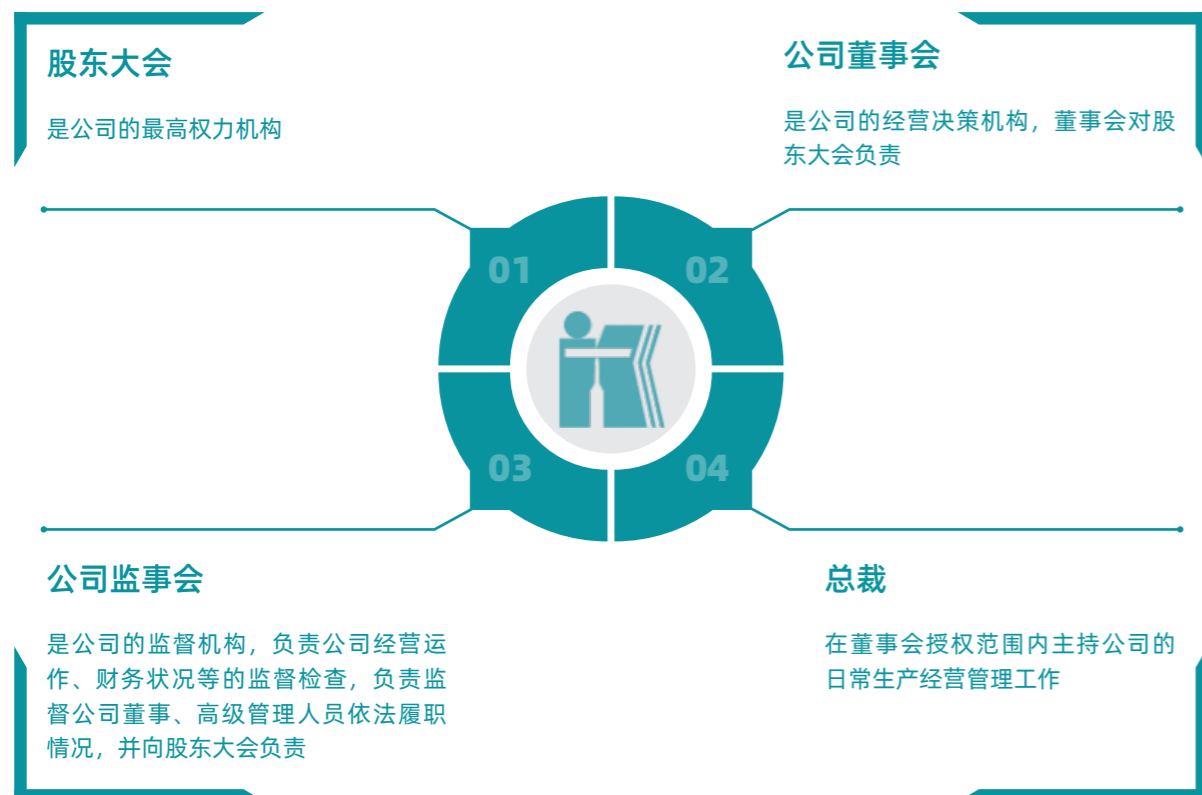 股东大会
是公司的最高权力机构
公司董事会
是公司的经营决策机构，董事会对股
东大会负责
01
02
03
04
公司监事会
是公司的监督机构，负责公司经营运
作、财务状况等的监督检查，负责监
督公司董事、高级管理人员依法履职
情况，并向股东大会负责
总裁
在董事会授权范围内主持公司的
日常生产经营管理工作